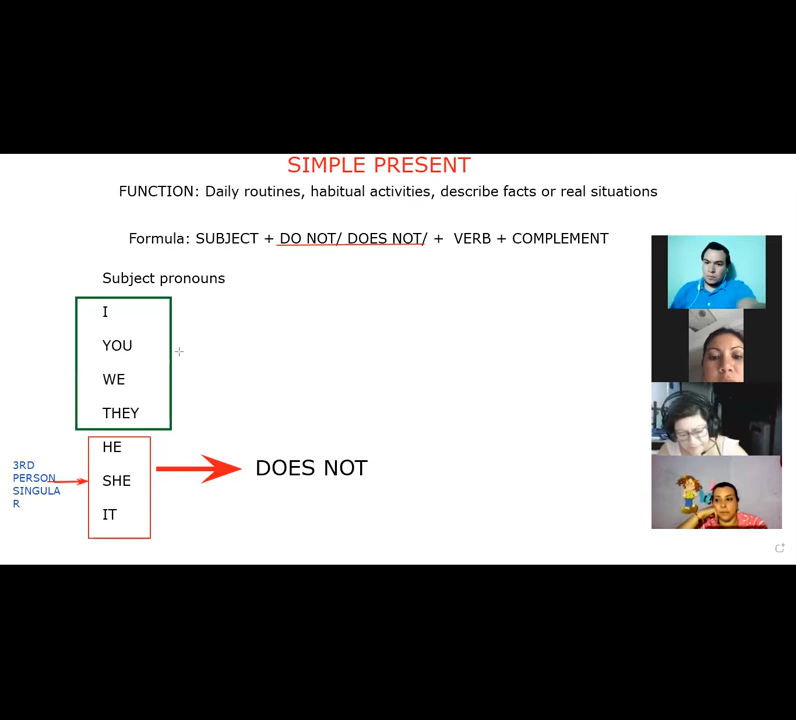 SIMPLE PRESENT
FUNCTION: Daily routines, habitual activities, describe facts or real situations
Formula: SUBJECT + DO NOT/ DOES NOT/ + VERB + COMPLEMENT
Subject pronouns
I
YOU
WE
THEY
HE
SHE
IT
3RD
PERSON
SINGULA
R
DOES NOT